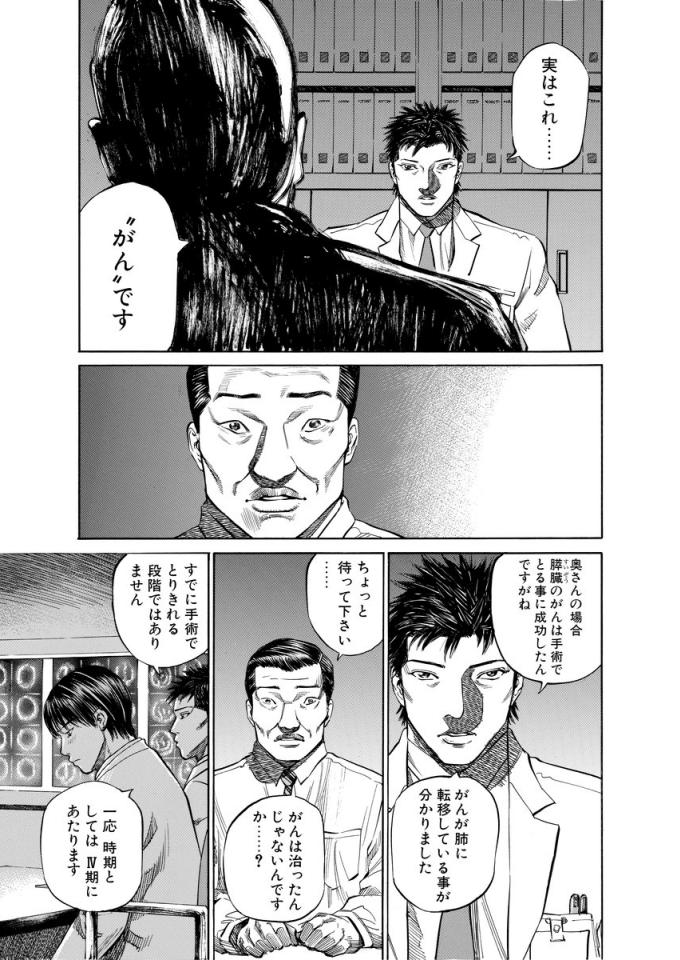 実はこれ……
〝がん〟です
奥さんの場合
膵臓のがんは手術で
とる事に成功したん
ですがね
すいぞう
がんが肺に
転移している事が
分かりました
ちょっと
待って下さい
……
がんは治ったん
じゃないんです
か……?
すでに手術で
とりきれる
段階ではあり
ません
一応 時期と
しては Ⅳ期に
あたります